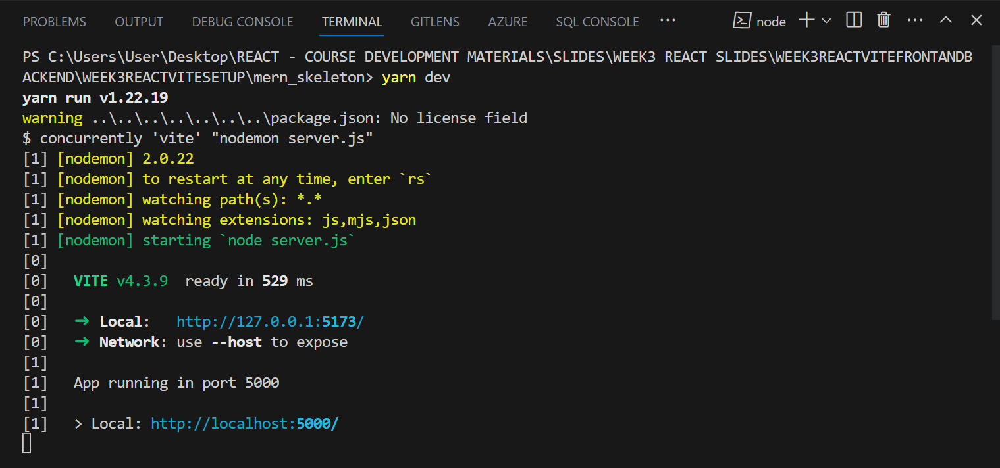 PROBLEMS OUTPUT DEBUG CONSOLE TERMINAL GITLENS AZURE SQL CONSOLE ··· node
PS C:\Users\User\Desktop\REACT - COURSE DEVELOPMENT MATERIALS\SLIDES\WEEK3 REACT SLIDES\WEEK3REACTVITEFRONTANDB
ACKEND\WEEK3REACTVITESETUP\mern_skeleton> yarn dev
yarn run v1.22.19
warning ..\..\..\..\..\..\..\package.json: No license field
$ concurrently 'vite' "nodemon server.js"
[1] [nodemon] 2.0.22
[1] [nodemon] to restart at any time, enter `rs`
[1] [nodemon] watching path(s): *.*
[1] [nodemon] watching extensions: js,mjs,json
[1] [nodemon] starting `node server.js`
[0]
[0]   VITE v4.3.9  ready in 529 ms
[0]
[0]   ➜ Local:   http://127.0.0.1:5173/
[0]   ➜ Network: use --host to expose
[1]
[1]   App running in port 5000
[1]
[1]   > Local: http://localhost:5000/